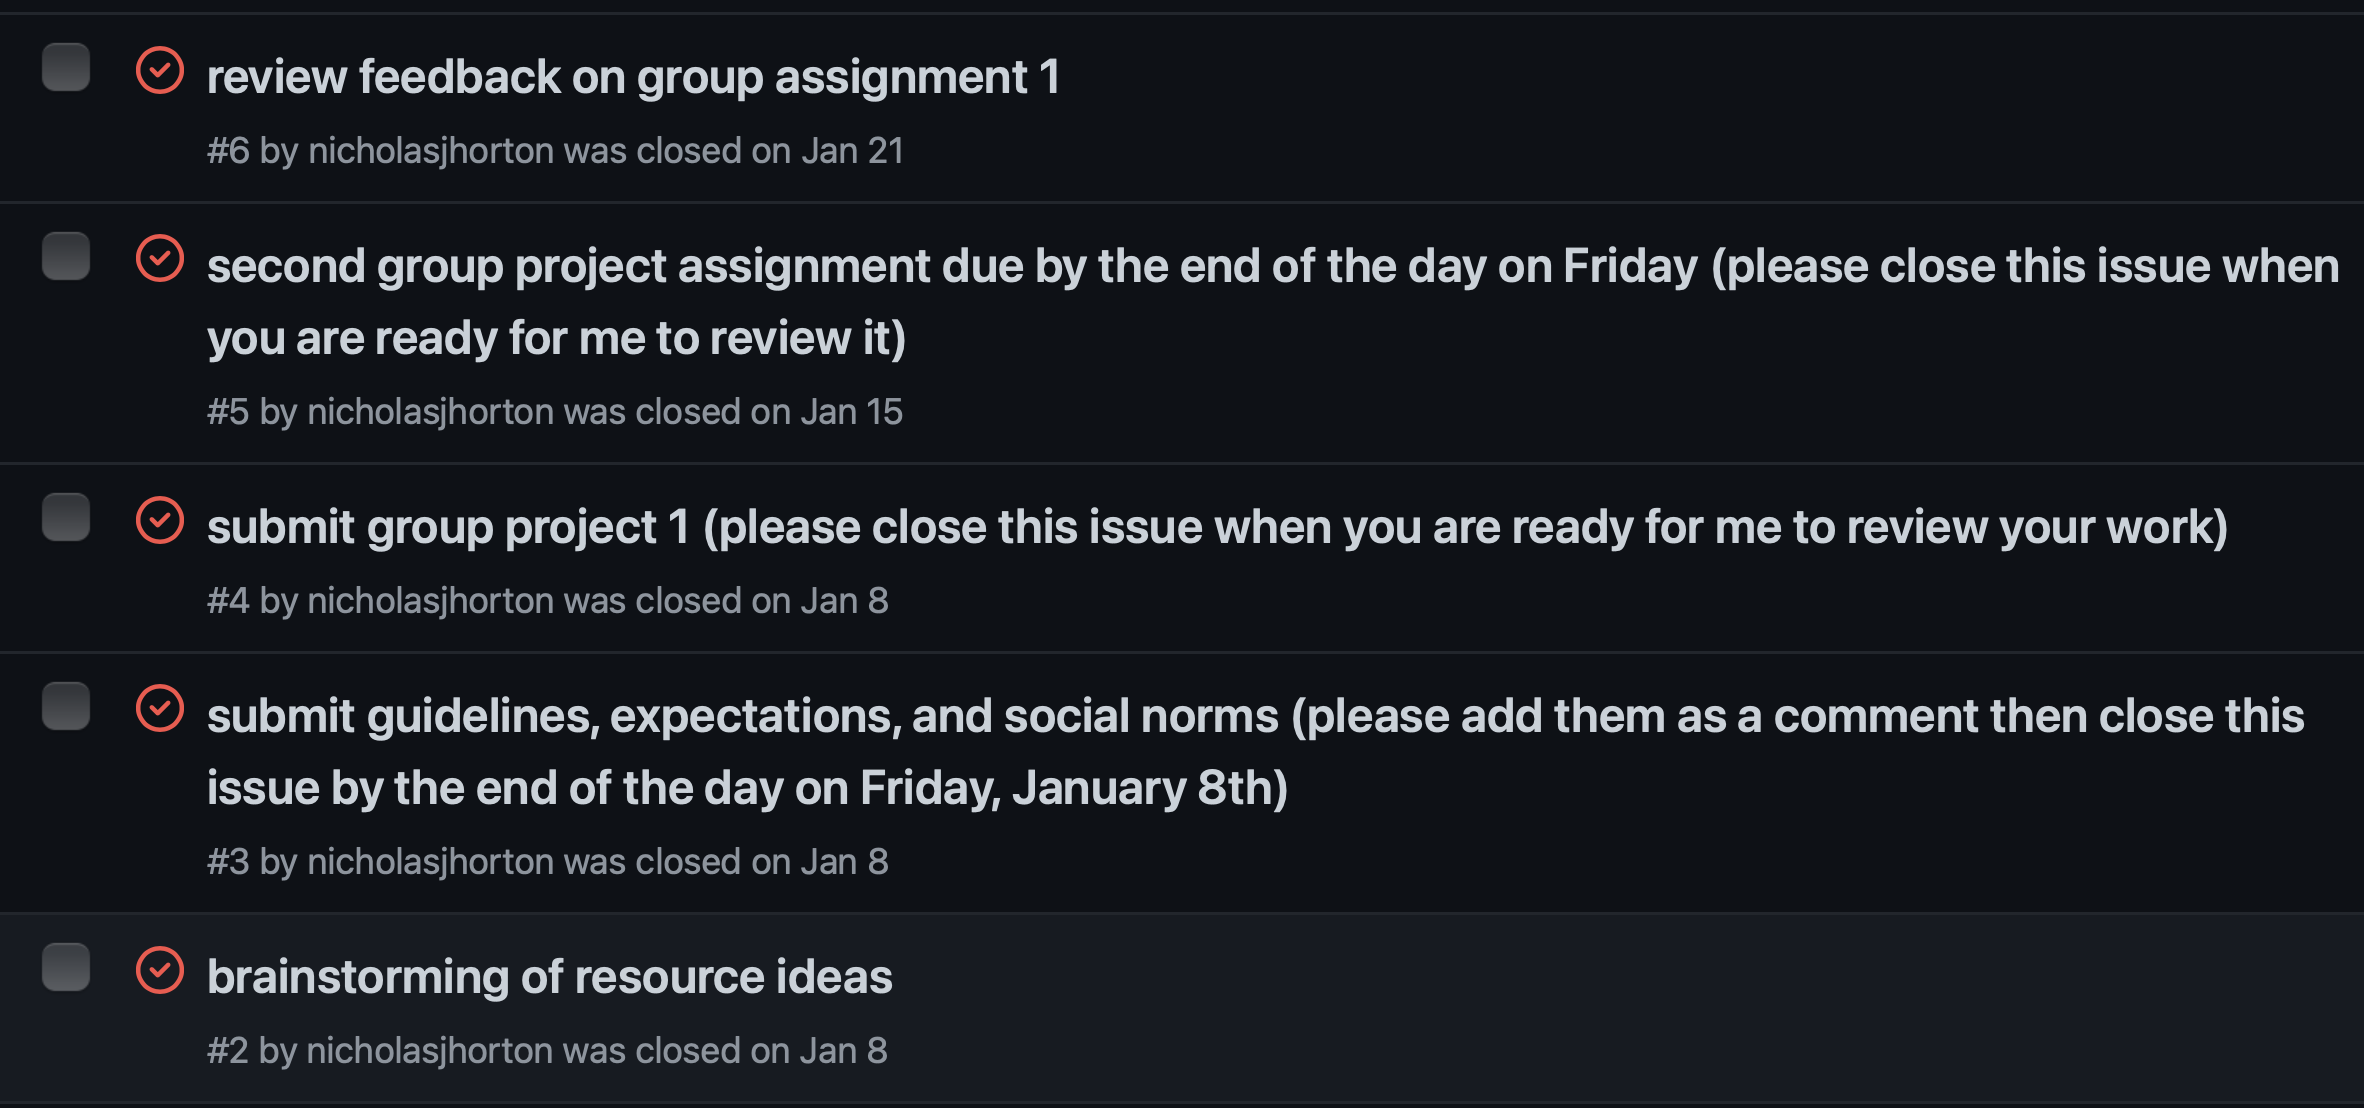 review feedback on group assignment 1
#6 by nicholasjhorton was closed on Jan 21
second group project assignment due by the end of the day on Friday (please close this issue when
you are ready for me to review it)
#5 by nicholasjhorton was closed on Jan 15
submit group project 1 (please close this issue when you are ready for me to review your work)
#4 by nicholasjhorton was closed on Jan 8
submit guidelines, expectations, and social norms (please add them as a comment then close this
issue by the end of the day on Friday, January 8th)
#3 by nicholasjhorton was closed on Jan 8
brainstorming of resource ideas
#2 by nicholasjhorton was closed on Jan 8